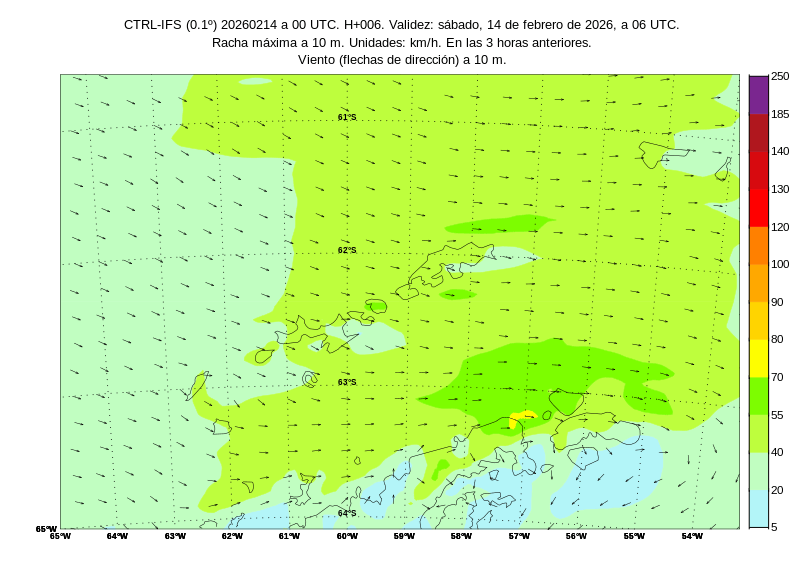 CTRL-IFS (0.1º) 20260214 a 00 UTC. H+006. Validez: sábado, 14 de febrero de 2026, a 06 UTC.
Racha máxima a 10 m. Unidades: km/h. En las 3 horas anteriores.
Viento (flechas de dirección) a 10 m.
61°S
62°S
63°S
64°S
65°W
65°W 64°W 63°W 62°W 61°W 60°W 59°W 58°W 57°W 56°W 55°W 54°W
250
185
140
130
120
100
90
80
70
55
40
20
5